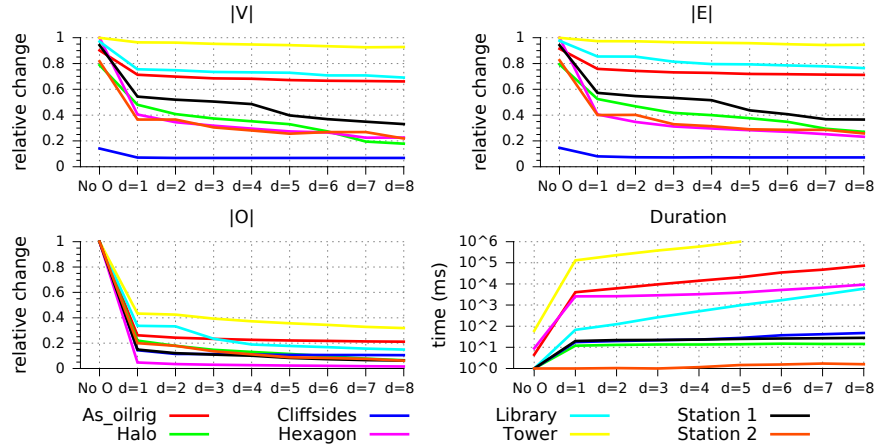 |V|
|E|
relative change
1
0.8
0.6
0.4
0.2
0
No O d=1 d=2 d=3 d=4 d=5 d=6 d=7 d=8
relative change
1
0.8
0.6
0.4
0.2
0
No O d=1 d=2 d=3 d=4 d=5 d=6 d=7 d=8
|O|
Duration
relative change
1
0.8
0.6
0.4
0.2
0
No O d=1 d=2 d=3 d=4 d=5 d=6 d=7 d=8
time (ms)
10^6
10^5
10^4
10^3
10^2
10^1
10^0
No O d=1 d=2 d=3 d=4 d=5 d=6 d=7 d=8
As_oilrig Cliffsides Library Station 1
Halo Hexagon Tower Station 2